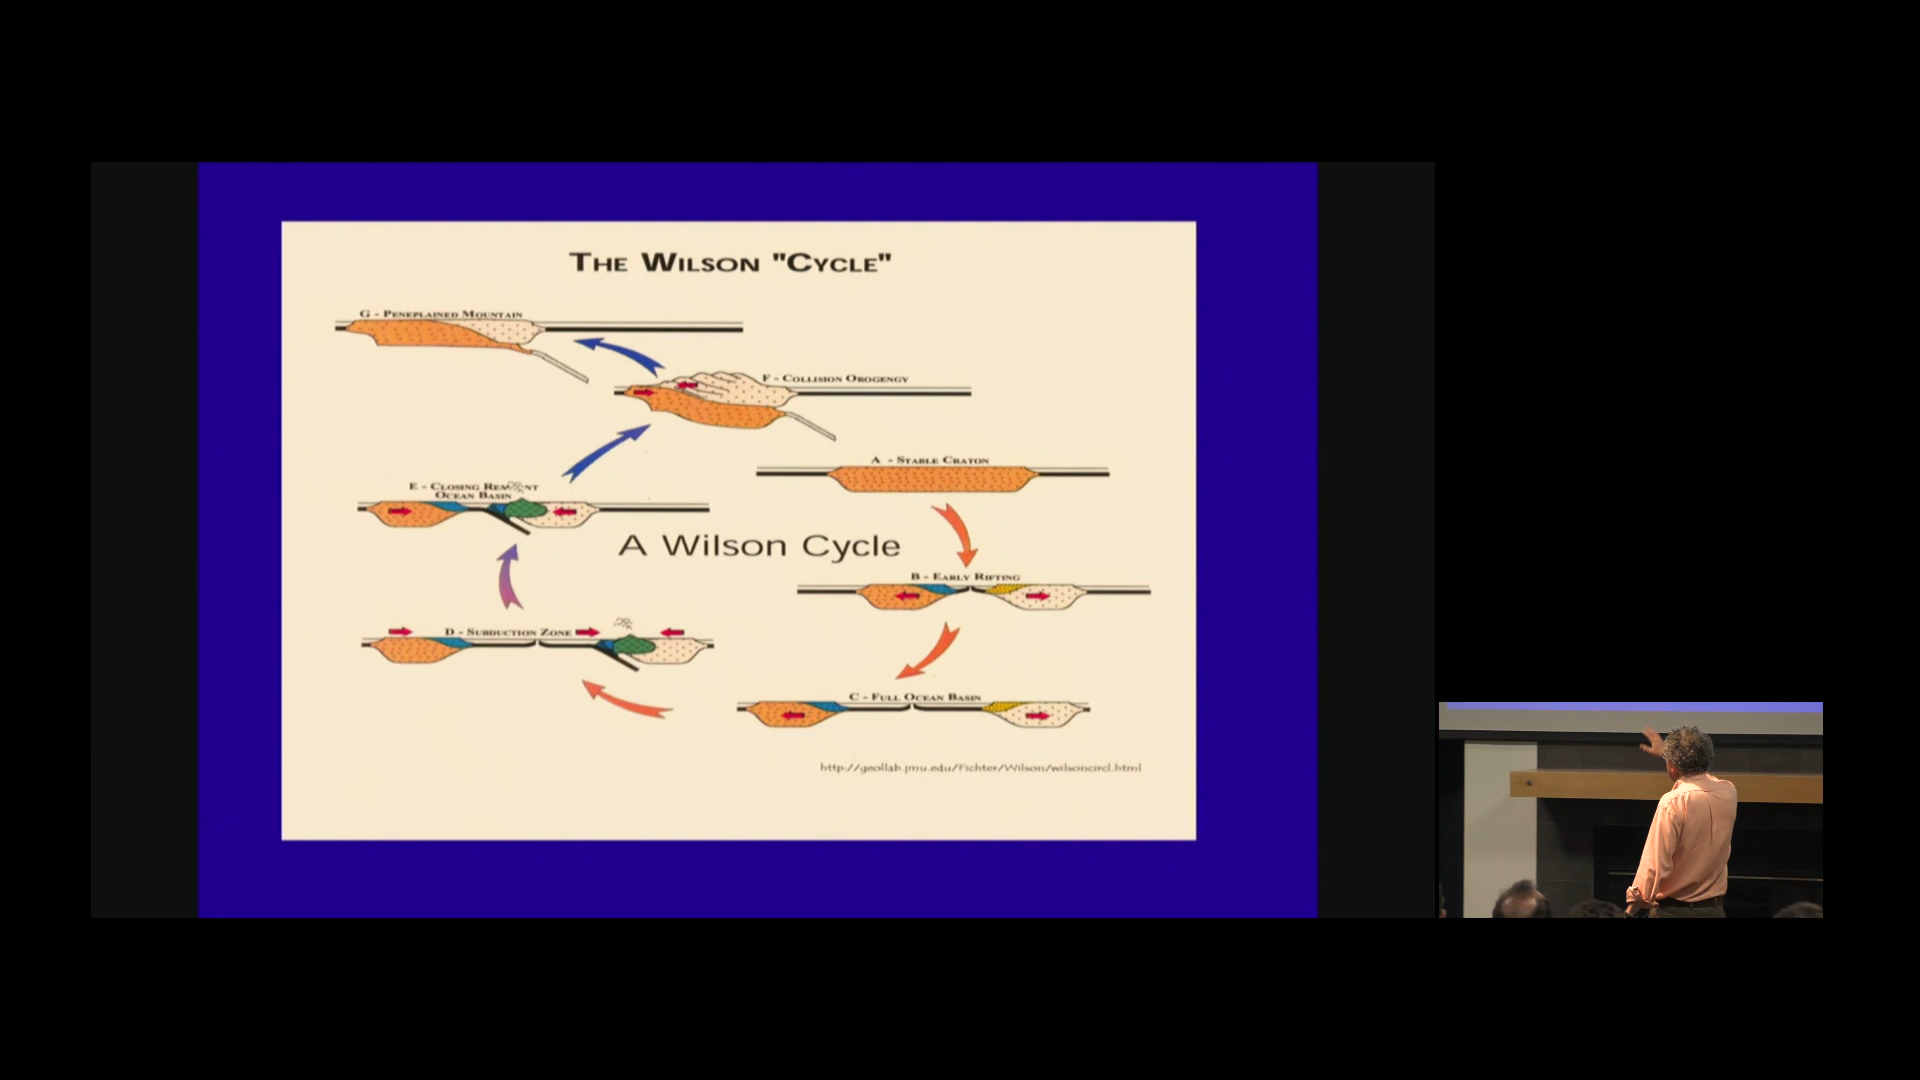 THE WILSON "CYCLE"
G - PENEPLAINED MOUNTAIN
F - COLLISION OROGENGY
A - STABLE CRATON
E - CLOSING REMNANT
OCEAN BASIN
A Wilson Cycle
B - EARLY RIFTING
D - SUBDUCTION ZONE
C - FULL OCEAN BASIN
http://geollab.jmu.edu/Fichter/Wilson/wilsoncircl.html